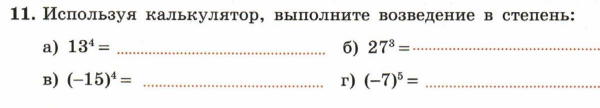 11. Используя калькулятор, выполните возведение в степень:
а) 13⁴ = ........................ б) 27³ = ........................
в) (–15)⁴ = ........................ г) (–7)⁵ = ........................